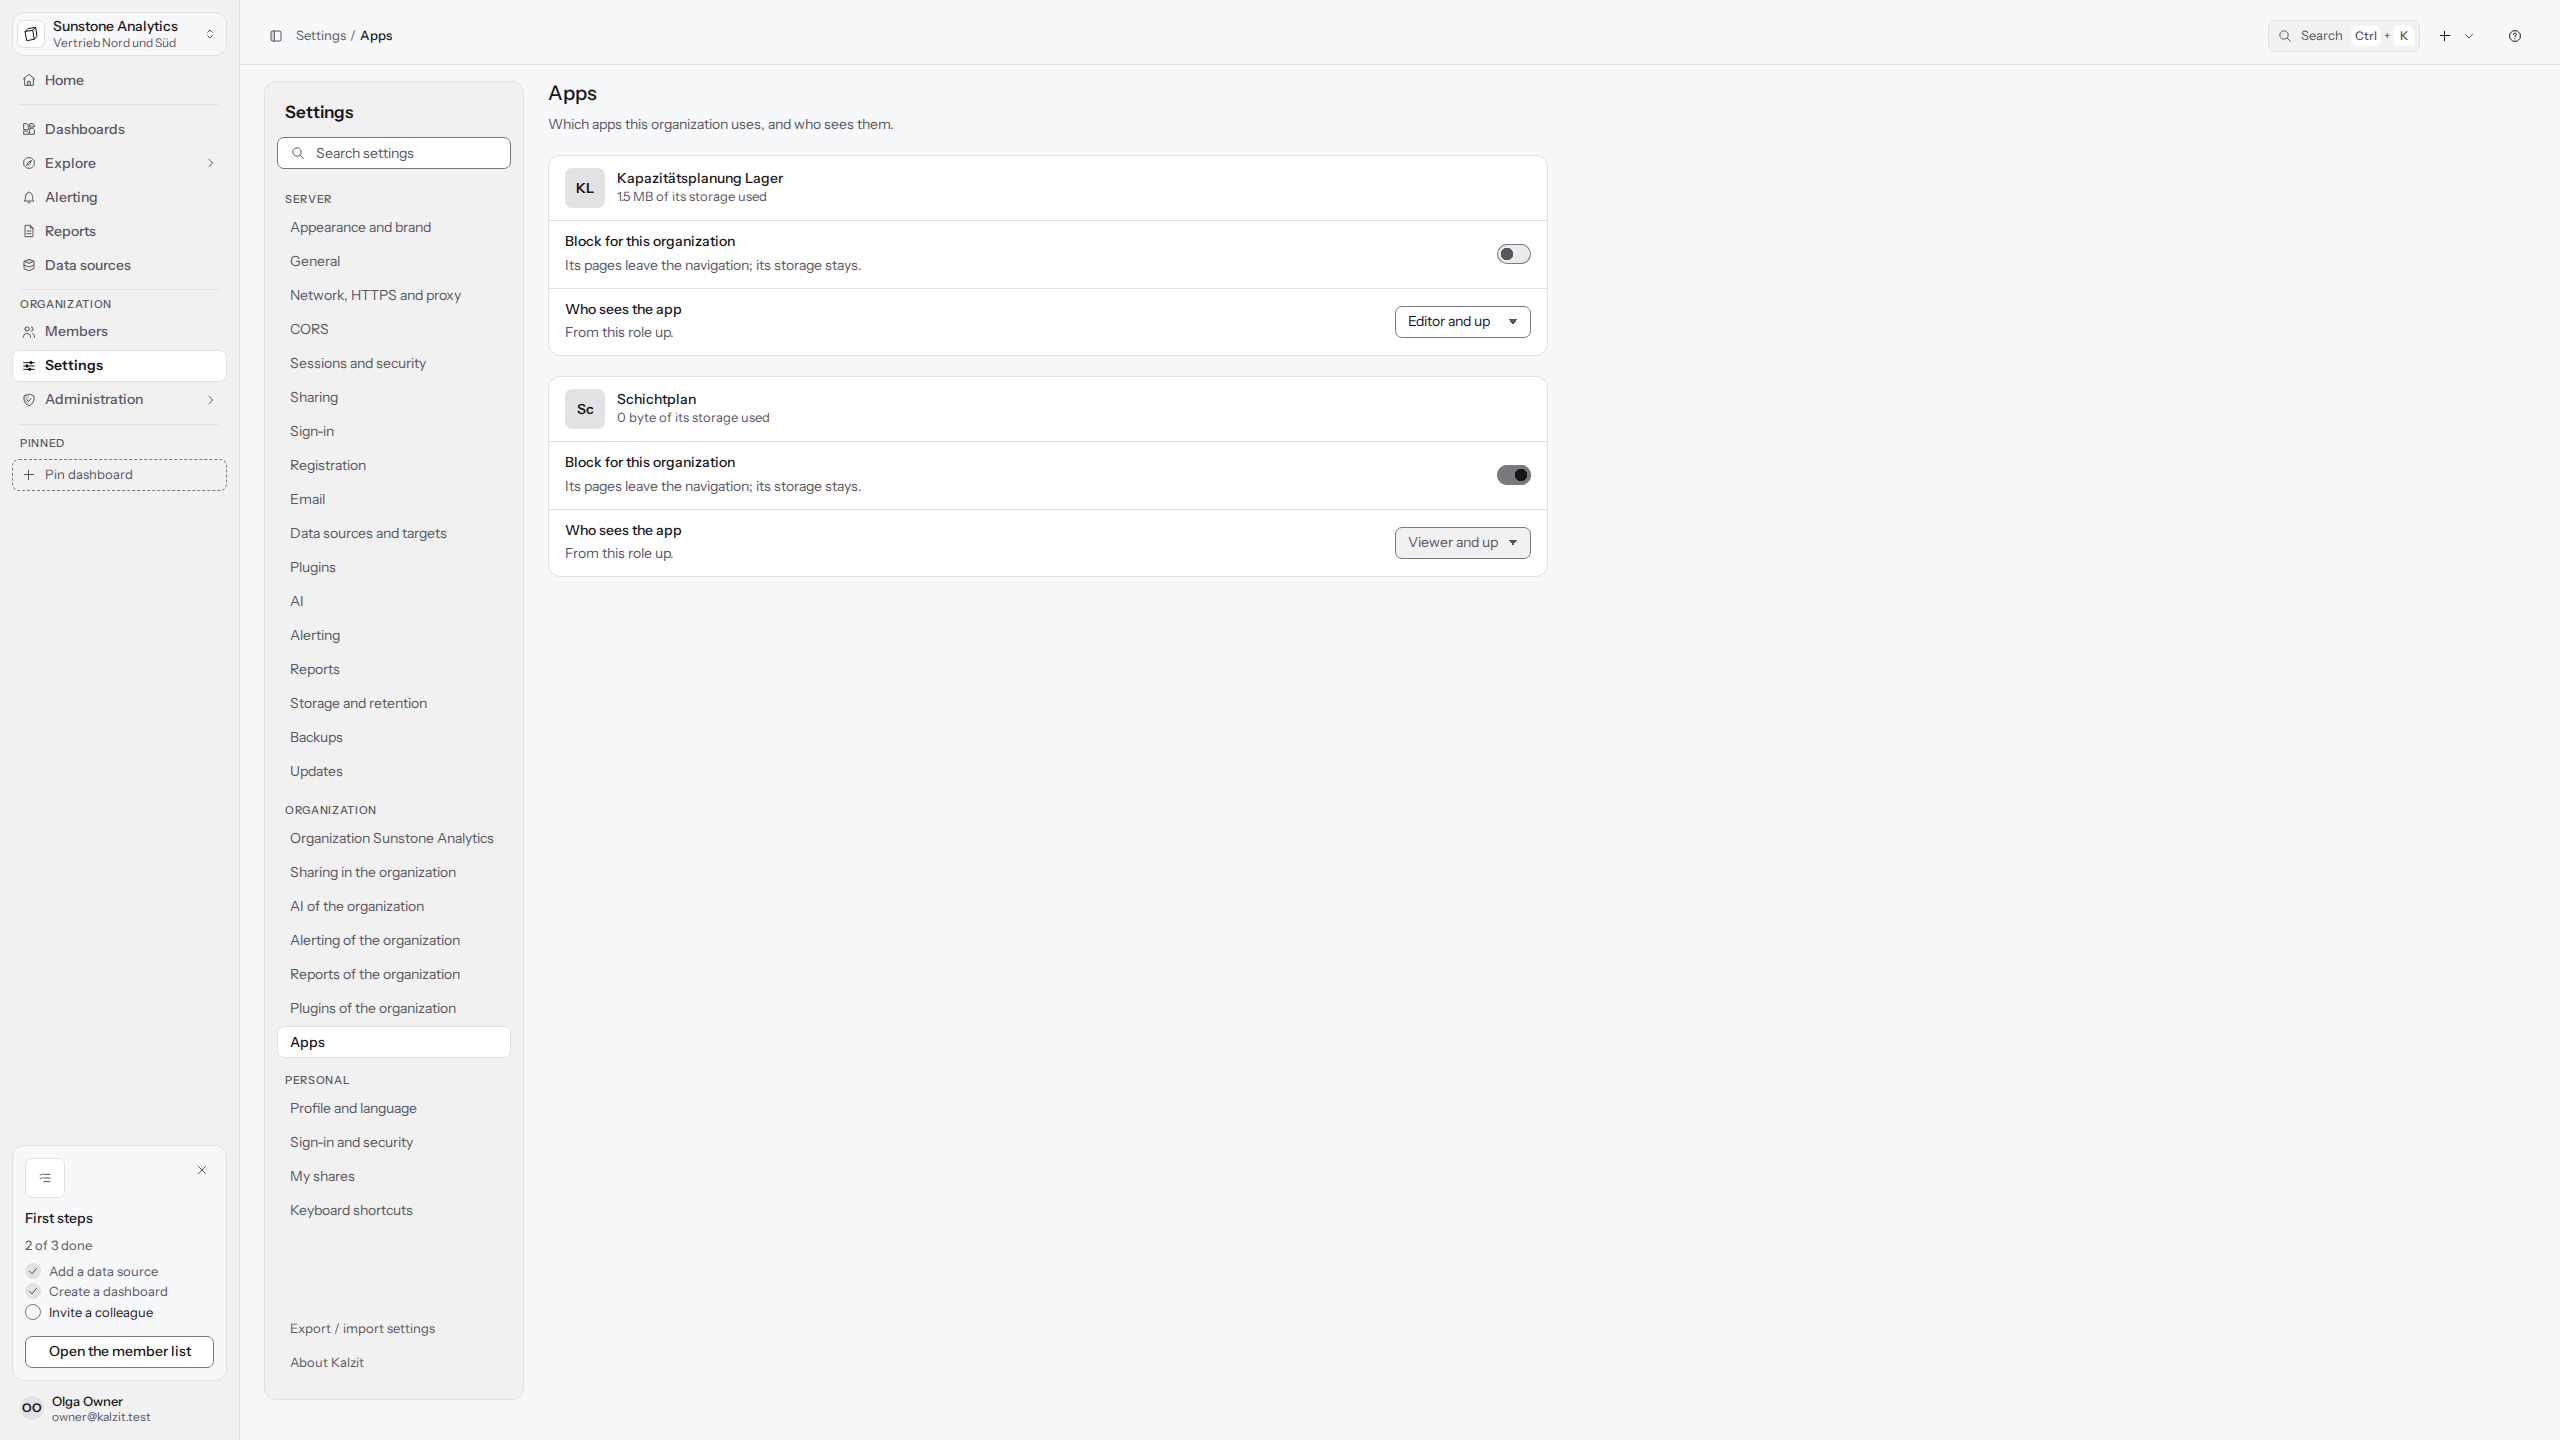 Sunstone Analytics
Vertrieb Nord und Süd
Home
Dashboards
Explore
Alerting
Reports
Data sources
ORGANIZATION
Members
Settings
Administration
PINNED
Pin dashboard
First steps
2 of 3 done
Add a data source
Create a dashboard
Invite a colleague
Open the member list
OO
Olga Owner
owner@kalzit.test
Settings / Apps
Search Ctrl + K
Settings
Search settings
SERVER
Appearance and brand
General
Network, HTTPS and proxy
CORS
Sessions and security
Sharing
Sign-in
Registration
Email
Data sources and targets
Plugins
AI
Alerting
Reports
Storage and retention
Backups
Updates
ORGANIZATION
Organization Sunstone Analytics
Sharing in the organization
AI of the organization
Alerting of the organization
Reports of the organization
Plugins of the organization
Apps
PERSONAL
Profile and language
Sign-in and security
My shares
Keyboard shortcuts
Export / import settings
About Kalzit
Apps
Which apps this organization uses, and who sees them.
KL
Kapazitätsplanung Lager
1.5 MB of its storage used
Block for this organization
Its pages leave the navigation; its storage stays.
Who sees the app
From this role up.
Editor and up
Sc
Schichtplan
0 byte of its storage used
Block for this organization
Its pages leave the navigation; its storage stays.
Who sees the app
From this role up.
Viewer and up